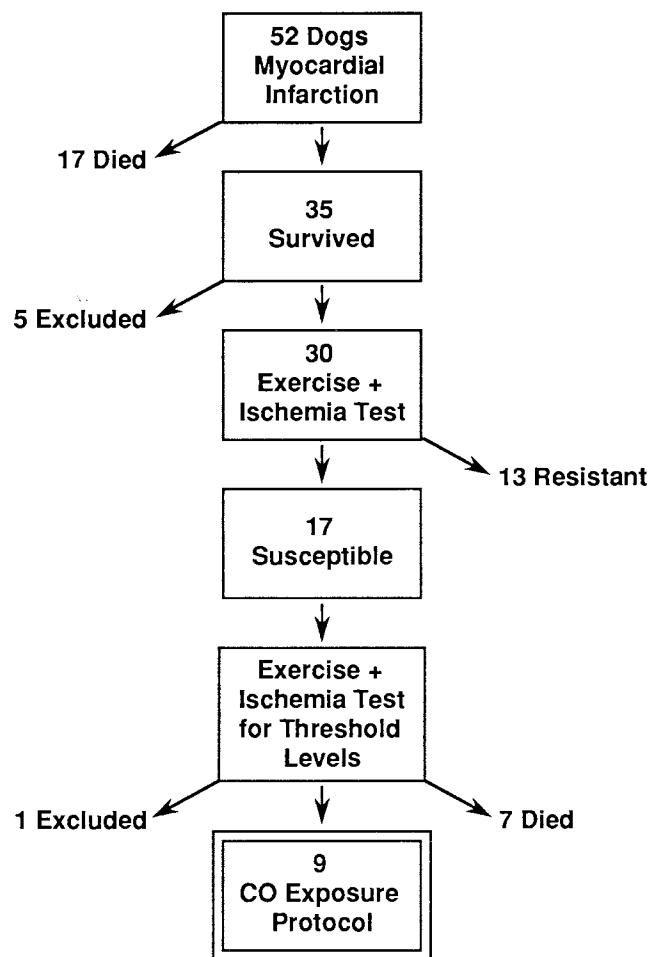 52 Dogs
Myocardial
Infarction
17 Died
35
Survived
5 Excluded
30
Exercise +
Ischemia Test
13 Resistant
17
Susceptible
Exercise +
Ischemia Test
for Threshold
Levels
1 Excluded
7 Died
9
CO Exposure
Protocol